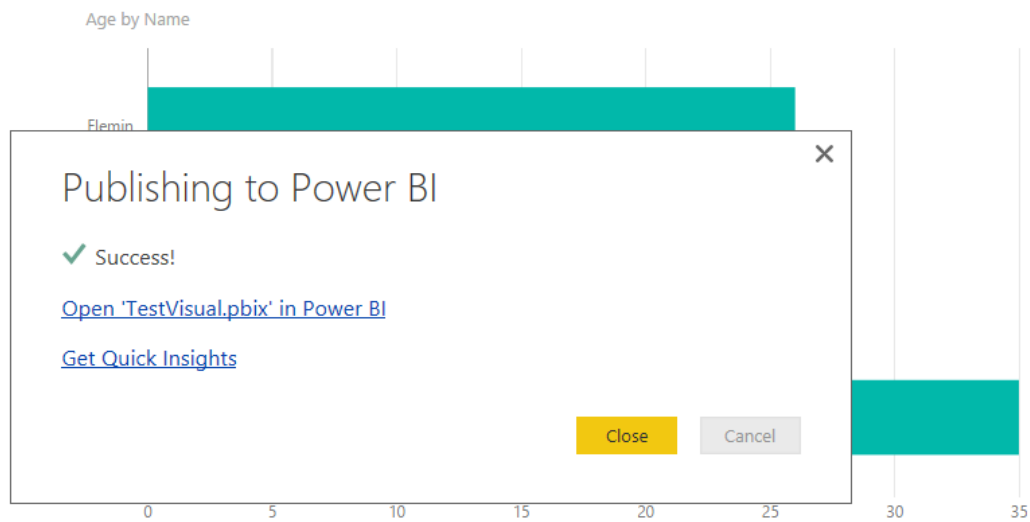 Age by Name
Flemin
Publishing to Power BI
Success!
Open 'TestVisual.pbix' in Power BI
Get Quick Insights
Close
Cancel
0 5 10 15 20 25 30 35